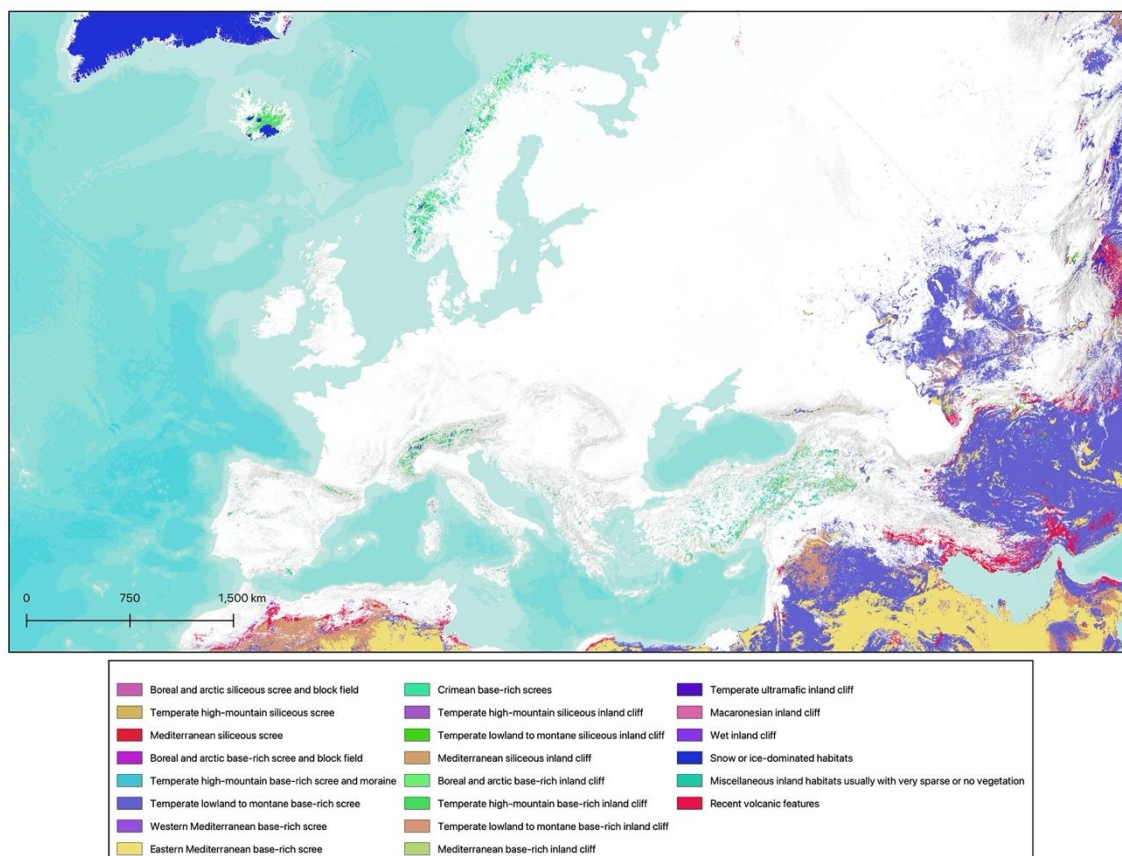 0 750 1,500 km
Boreal and arctic siliceous scree and block field
Temperate high-mountain siliceous scree
Mediterranean siliceous scree
Boreal and arctic base-rich scree and block field
Temperate high-mountain base-rich scree and moraine
Temperate lowland to montane base-rich scree
Western Mediterranean base-rich scree
Eastern Mediterranean base-rich scree
Crimean base-rich screes
Temperate high-mountain siliceous inland cliff
Temperate lowland to montane siliceous inland cliff
Mediterranean siliceous inland cliff
Boreal and arctic base-rich inland cliff
Temperate high-mountain base-rich inland cliff
Temperate lowland to montane base-rich inland cliff
Mediterranean base-rich inland cliff
Temperate ultramafic inland cliff
Macaronesian inland cliff
Wet inland cliff
Snow or ice-dominated habitats
Miscellaneous inland habitats usually with very sparse or no vegetation
Recent volcanic features